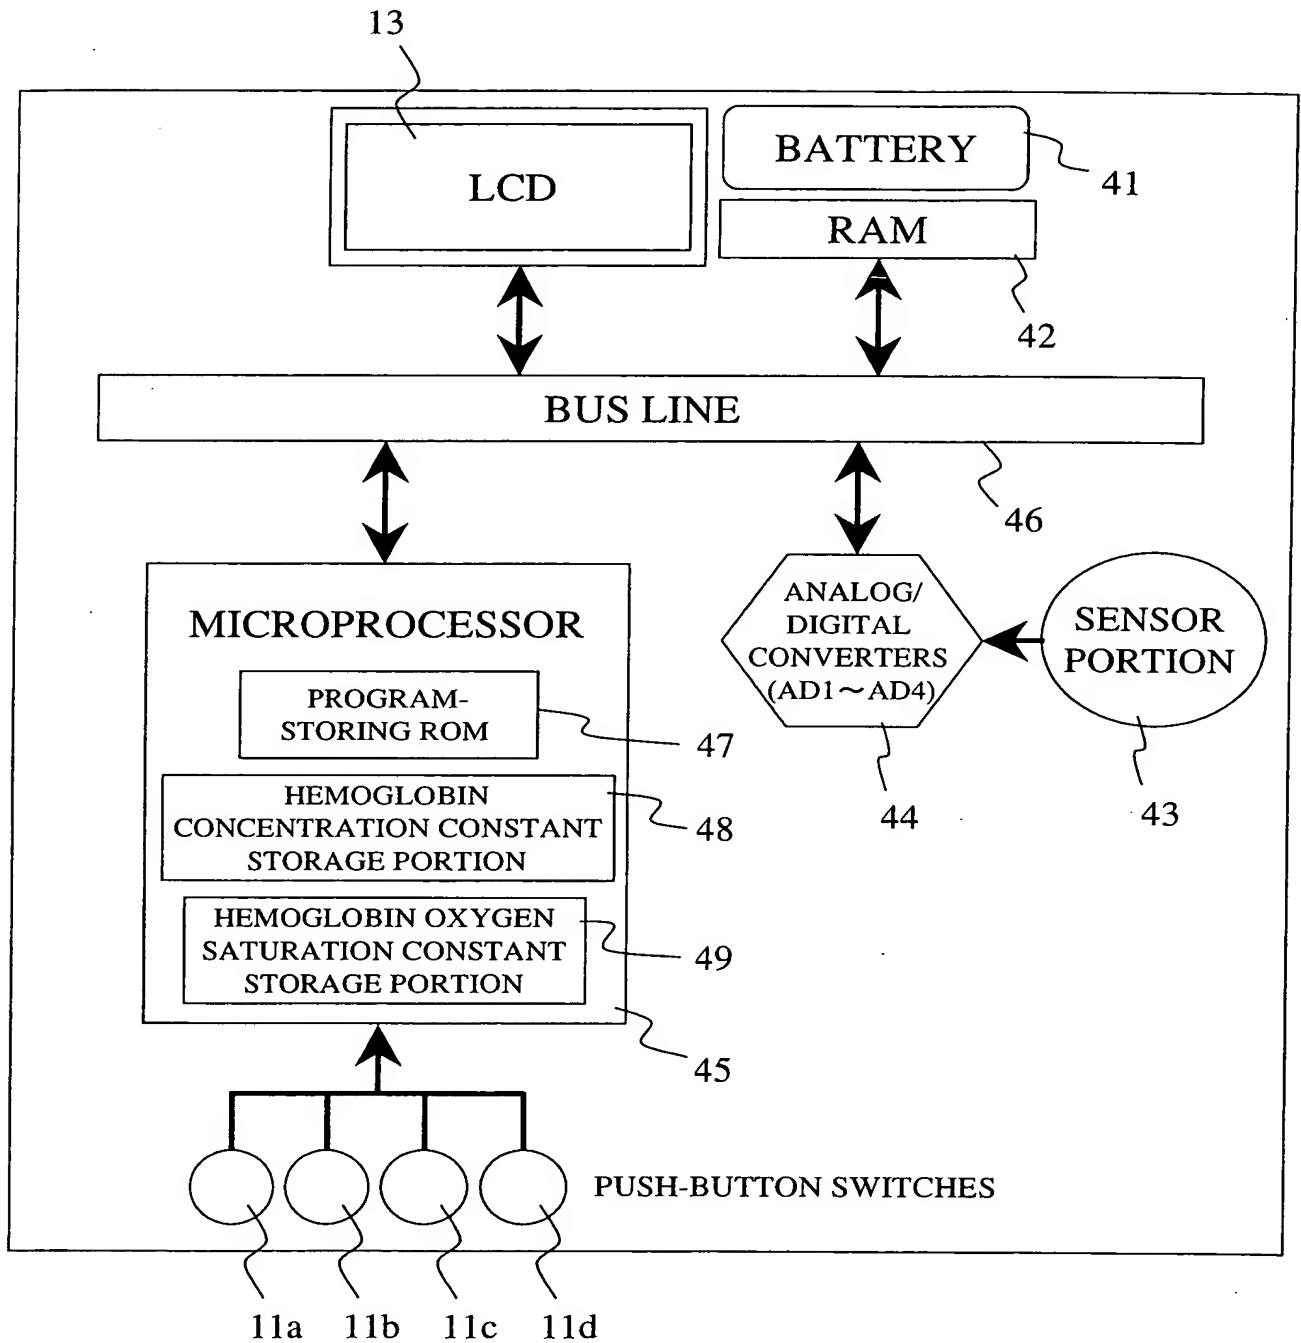 13
LCD
BATTERY
41
RAM
42
BUS LINE
46
MICROPROCESSOR
PROGRAM-
STORING ROM
47
HEMOGLOBIN
CONCENTRATION CONSTANT
STORAGE PORTION
48
HEMOGLOBIN OXYGEN
SATURATION CONSTANT
STORAGE PORTION
49
45
ANALOG/
DIGITAL
CONVERTERS
(AD1～AD4)
44
SENSOR
PORTION
43
PUSH-BUTTON SWITCHES
11a 11b 11c 11d